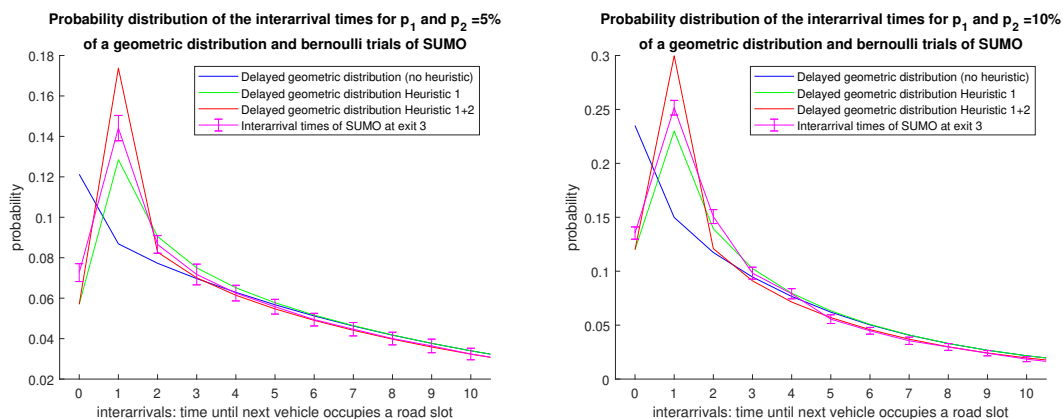 Probability distribution of the interarrival times for p1 and p2 =5%
of a geometric distribution and bernoulli trials of SUMO
0.18
0.16
0.14
0.12
0.1
0.08
0.06
0.04
0.02
probability
Delayed geometric distribution (no heuristic)
Delayed geometric distribution Heuristic 1
Delayed geometric distribution Heuristic 1+2
Interarrival times of SUMO at exit 3
0 1 2 3 4 5 6 7 8 9 10
interarrivals: time until next vehicle occupies a road slot
Probability distribution of the interarrival times for p1 and p2 =10%
of a geometric distribution and bernoulli trials of SUMO
0.3
0.25
0.2
0.15
0.1
0.05
0
probability
Delayed geometric distribution (no heuristic)
Delayed geometric distribution Heuristic 1
Delayed geometric distribution Heuristic 1+2
Interarrival times of SUMO at exit 3
0 1 2 3 4 5 6 7 8 9 10
interarrivals: time until next vehicle occupies a road slot